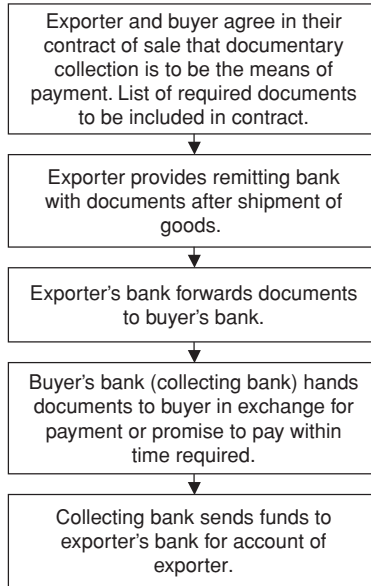 Exporter and buyer agree in their
contract of sale that documentary
collection is to be the means of
payment. List of required documents
to be included in contract.
Exporter provides remitting bank
with documents after shipment of
goods.
Exporter’s bank forwards documents
to buyer’s bank.
Buyer’s bank (collecting bank) hands
documents to buyer in exchange for
payment or promise to pay within
time required.
Collecting bank sends funds to
exporter’s bank for account of
exporter.